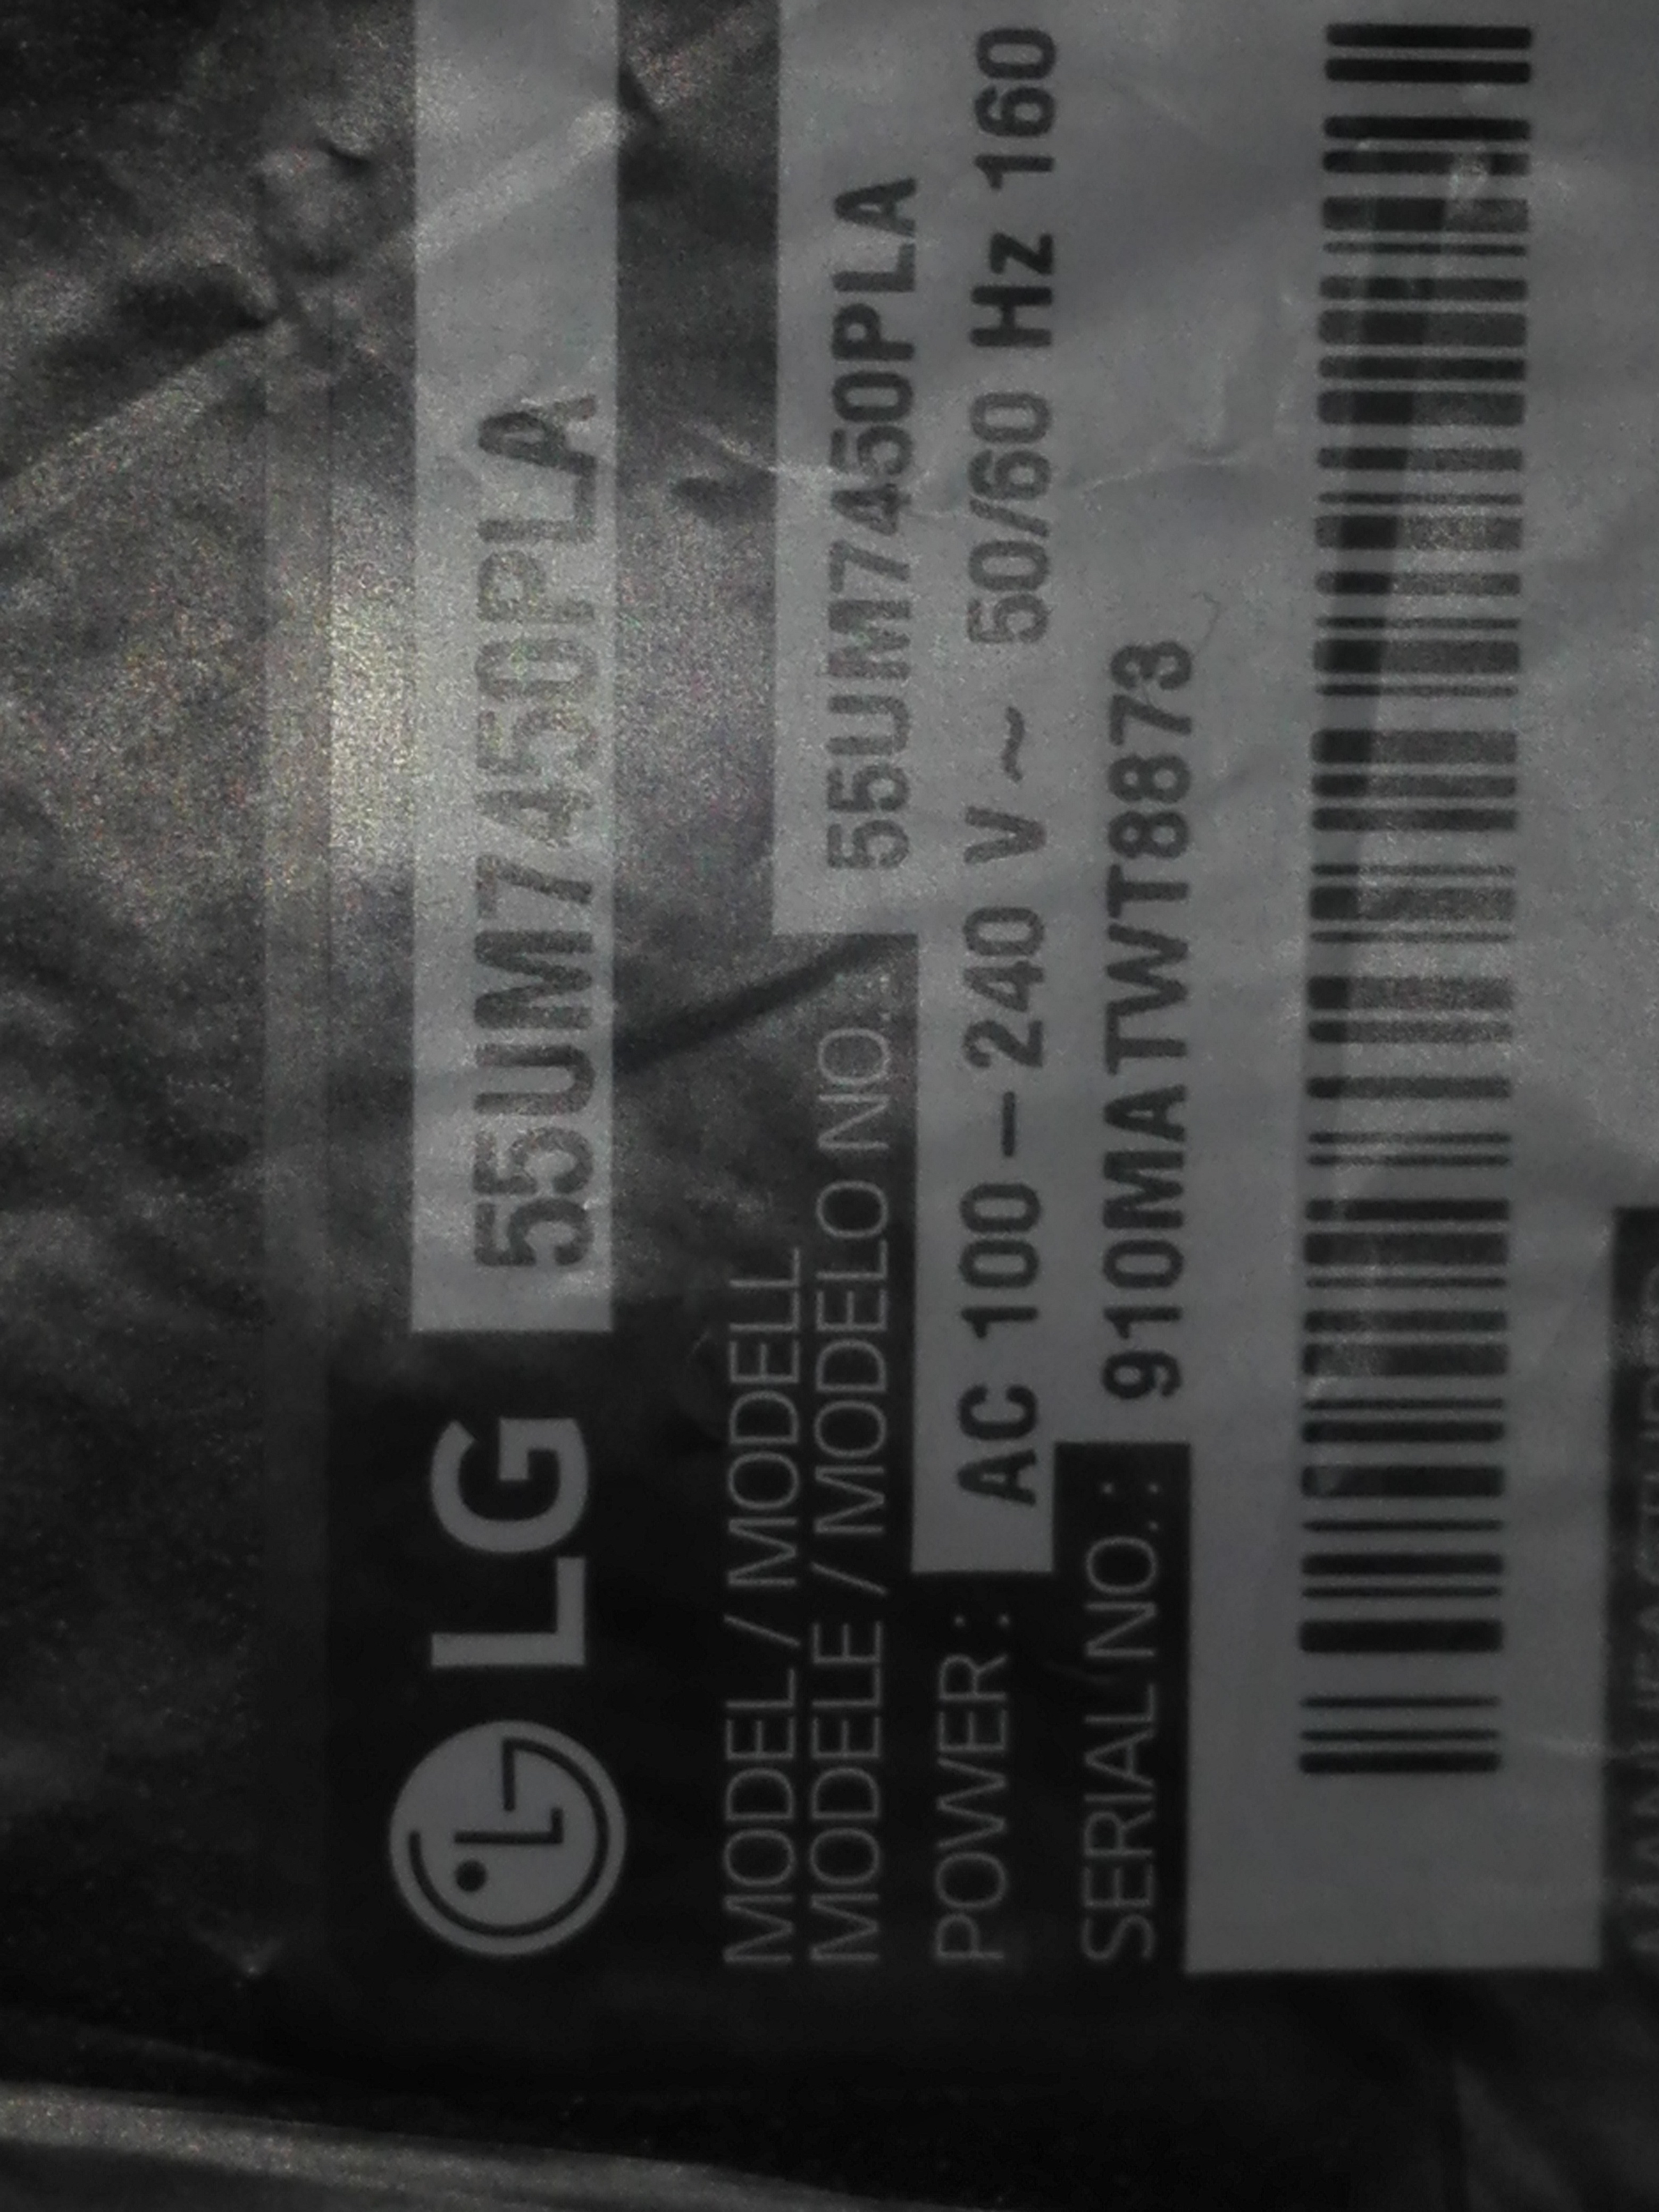 LG 55UM7450PLA
MODEL / MODELL
MODELE / MODELO NO. : 55UM7450PLA
POWER : AC 100 – 240 V ~ 50/60 Hz 160
SERIAL NO. : 910MATWT8873